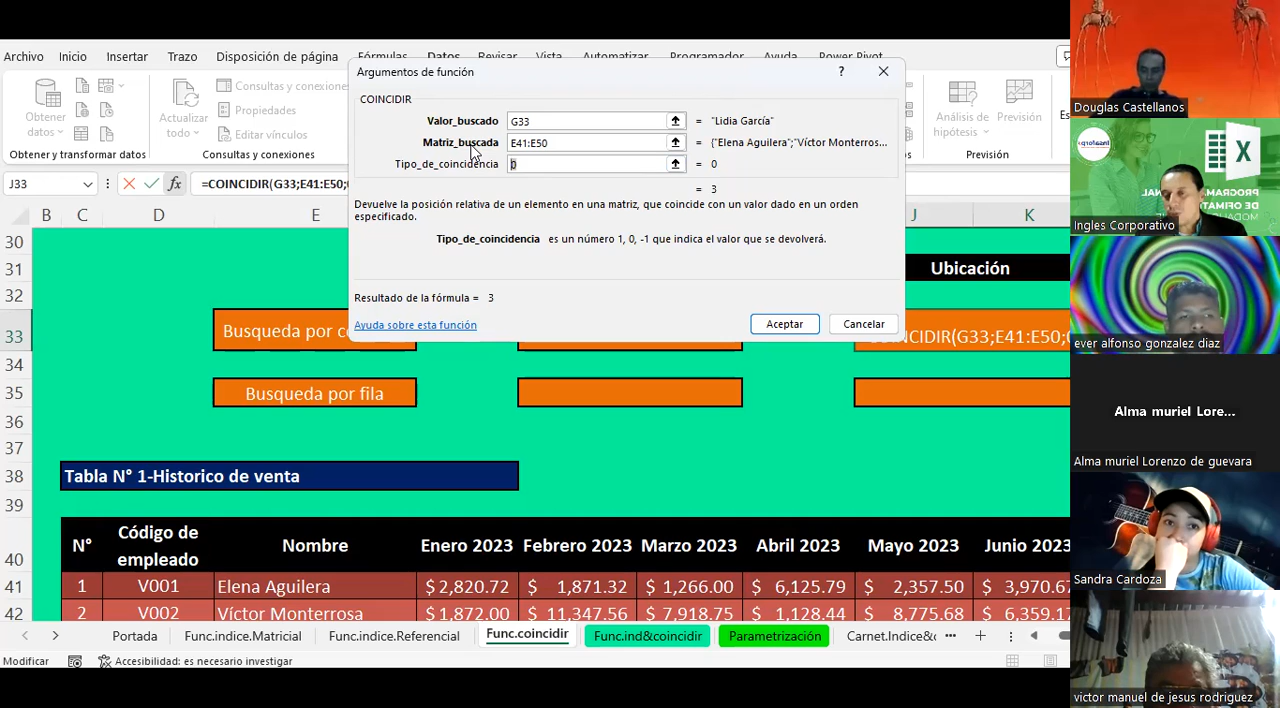 Archivo Inicio Insertar Trazo Disposición de página Fórmulas Datos Revisar Vista Automatizar Programador Ayuda Power Pivot
Obtener datos
Obtener y transformar datos
Actualizar todo
Consultas y conexiones
Propiedades
Editar vínculos
Consultas y conexiones
Análisis de hipótesis
Previsión
Previsión
Argumentos de función
?
COINCIDIR
Valor_buscado G33 = "Lidia García"
Matriz_buscada E41:E50 = {"Elena Aguilera";"Víctor Monterros...
Tipo_de_coincidencia 0 = 0
= 3
Devuelve la posición relativa de un elemento en una matriz, que coincide con un valor dado en un orden
especificado.
Tipo_de_coincidencia es un número 1, 0, -1 que indica el valor que se devolverá.
Resultado de la fórmula = 3
Ayuda sobre esta función
Aceptar Cancelar
J33 fx =COINCIDIR(G33;E41:E50;
B C D E J K
30
31 Ubicación
32
33 Busqueda por co INCIDIR(G33;E41:E50;
34
35 Busqueda por fila
36
37
38 Tabla N° 1-Historico de venta
39
40 N° Código de empleado Nombre Enero 2023 Febrero 2023 Marzo 2023 Abril 2023 Mayo 2023 Junio 202
41 1 V001 Elena Aguilera $ 2,820.72 $ 1,871.32 $ 1,266.00 $ 6,125.79 $ 2,357.50 $ 3,970.67
42 2 V002 Víctor Monterrosa $ 1,872.00 $ 11,347.56 $ 7,918.75 $ 1,128.44 $ 8,775.68 $ 6,359.17
Portada Func.indice.Matricial Func.indice.Referencial Func.coincidir Func.ind&coincidir Parametrización Carnet.Indice&c
Modificar Accesibilidad: es necesario investigar
Douglas Castellanos
PROGRAM
DE OFIMAT
Ingles Corporativo
ever alfonso gonzalez diaz
Alma muriel Lore...
Alma muriel Lorenzo de guevara
Sandra Cardoza
victor manuel de jesus rodriguez